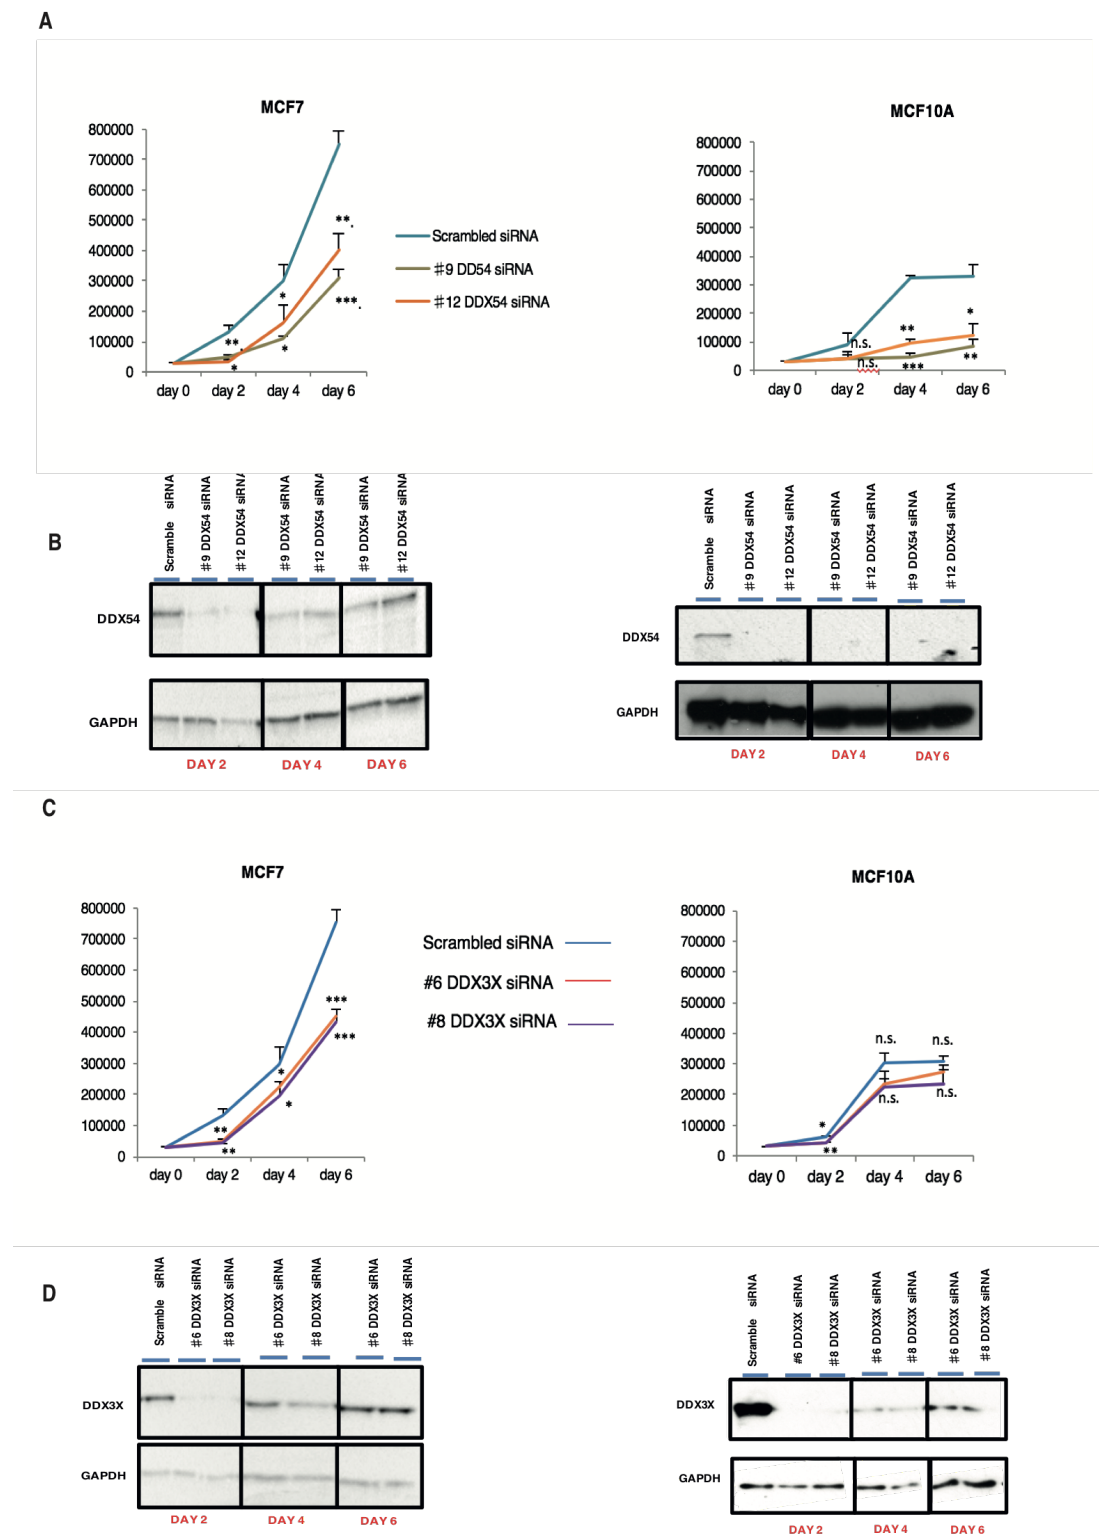 A
MCF7
MCF10A
800000
700000
600000
500000
400000
300000
200000
100000
0
**.
***.
*
*
**.
*
day 0 day 2 day 4 day 6
Scrambled siRNA
#9 DD54 siRNA
#12 DDX54 siRNA
800000
700000
600000
500000
400000
300000
200000
100000
0
n.s.
n.s.
**
***
*
**
day 0 day 2 day 4 day 6
B
Scramble siRNA
#9 DDX54 siRNA
#12 DDX54 siRNA
#9 DDX54 siRNA
#12 DDX54 siRNA
#9 DDX54 siRNA
#12 DDX54 siRNA
DDX54
GAPDH
DAY 2 DAY 4 DAY 6
Scramble siRNA
#9 DDX54 siRNA
#12 DDX54 siRNA
#9 DDX54 siRNA
#12 DDX54 siRNA
#9 DDX54 siRNA
#12 DDX54 siRNA
DDX54
GAPDH
DAY 2 DAY 4 DAY 6
C
MCF7
MCF10A
800000
700000
600000
500000
400000
300000
200000
100000
0
***
***
*
*
**
**
day 0 day 2 day 4 day 6
Scrambled siRNA
#6 DDX3X siRNA
#8 DDX3X siRNA
800000
700000
600000
500000
400000
300000
200000
100000
0
n.s.
n.s.
n.s.
n.s.
*
**
day 0 day 2 day 4 day 6
D
Scramble siRNA
#6 DDX3X siRNA
#8 DDX3X siRNA
#6 DDX3X siRNA
#8 DDX3X siRNA
#6 DDX3X siRNA
#8 DDX3X siRNA
DDX3X
GAPDH
DAY 2 DAY 4 DAY 6
Scramble siRNA
#6 DDX3X siRNA
#8 DDX3X siRNA
#6 DDX3X siRNA
#8 DDX3X siRNA
#6 DDX3X siRNA
#8 DDX3X siRNA
DDX3X
GAPDH
DAY 2 DAY 4 DAY 6